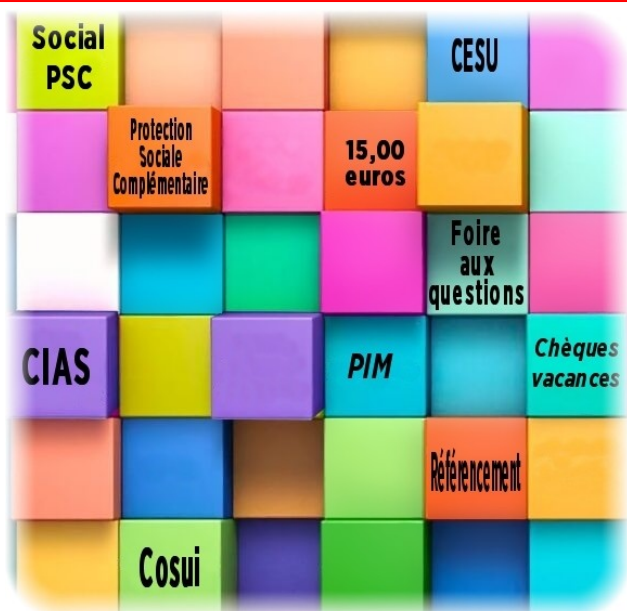 Social
PSC
CESU
Protection
Sociale
Complémentaire
15,00
euros
Foire
aux
questions
CIAS
PIM
Chèques
vacances
Référencement
Cosui